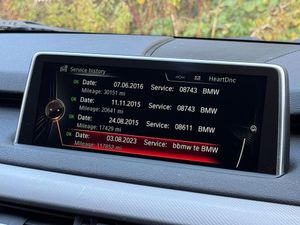 Service history
HeartDnc
OK Date: 07.06.2016 Service: 08743 BMW
Mileage: 30151 mi
OK Date: 11.11.2015 Service: 08743 BMW
Mileage: 20641 mi
OK Date: 24.08.2015 Service: 08611 BMW
Mileage: 17429 mi
OK Date: 03.08.2023 Service: bbmw te BMW
Mileage: 117852 mi